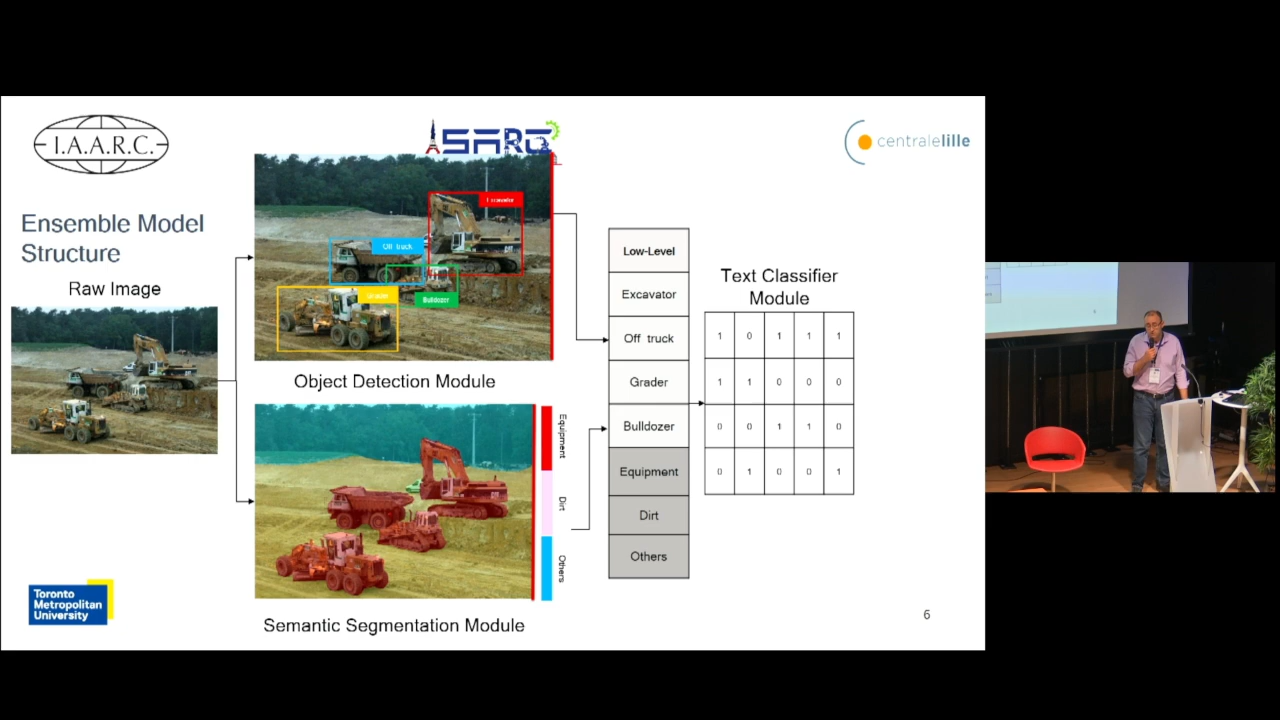 I.A.A.R.C.
ISARC
centralelille
Ensemble Model
Structure
Raw Image
Excavator
Off truck
Grader
Bulldozer
Object Detection Module
Equipment
Dirt
Others
Semantic Segmentation Module
Low-Level
Excavator
Off truck
Grader
Bulldozer
Equipment
Dirt
Others
Text Classifier
Module
1 0 1 1 1
1 1 0 0 0
0 0 1 1 0
0 1 0 0 1
Toronto
Metropolitan
University
6